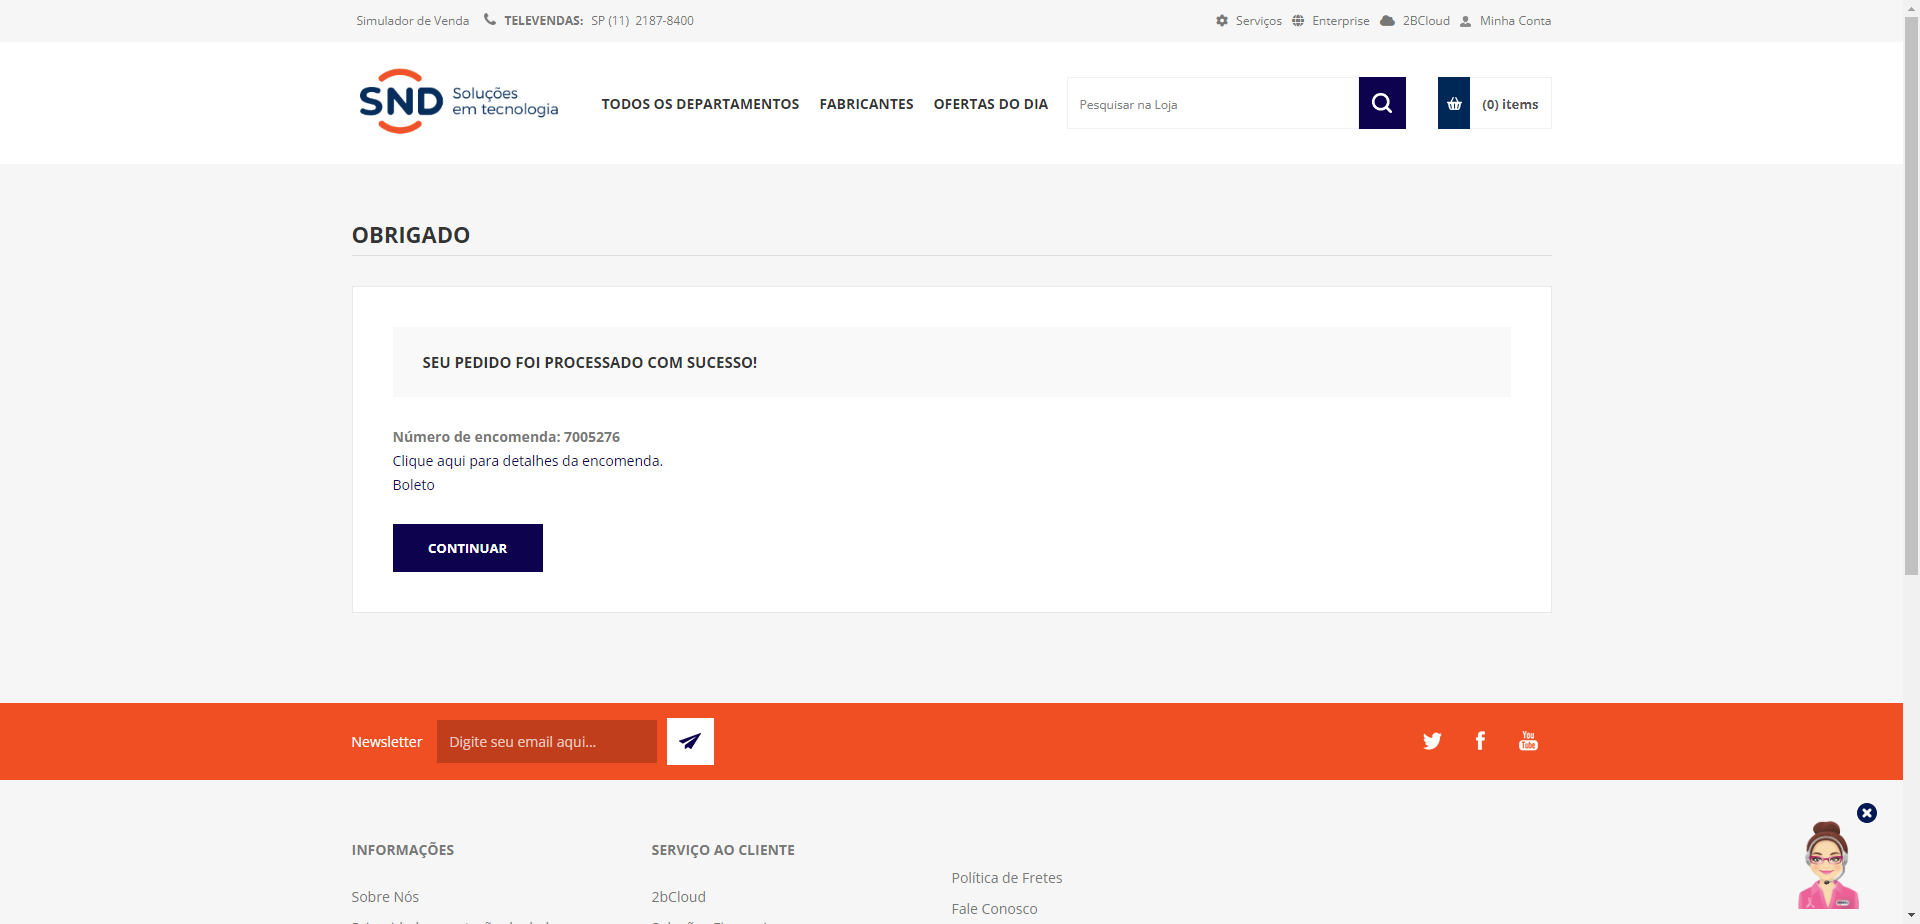 Simulador de Venda TELEVENDAS: SP (11) 2187-8400 Serviços Enterprise 2BCloud Minha Conta
SND Soluções
em tecnologia
TODOS OS DEPARTAMENTOS FABRICANTES OFERTAS DO DIA Pesquisar na Loja (0) items
OBRIGADO
SEU PEDIDO FOI PROCESSADO COM SUCESSO!
Número de encomenda: 7005276
Clique aqui para detalhes da encomenda.
Boleto
CONTINUAR
Newsletter Digite seu email aqui... You Tube
INFORMAÇÕES SERVIÇO AO CLIENTE
Política de Fretes
Sobre Nós 2bCloud
Fale Conosco